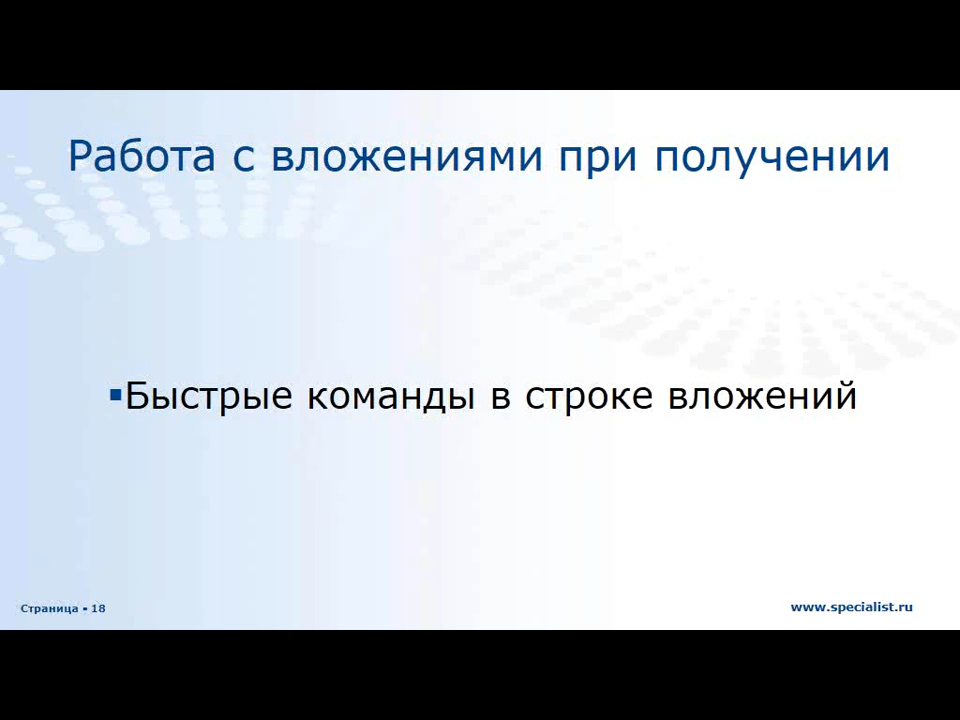 Работа с вложениями при получении
▪Быстрые команды в строке вложений
Страница ▪ 18
www.specialist.ru